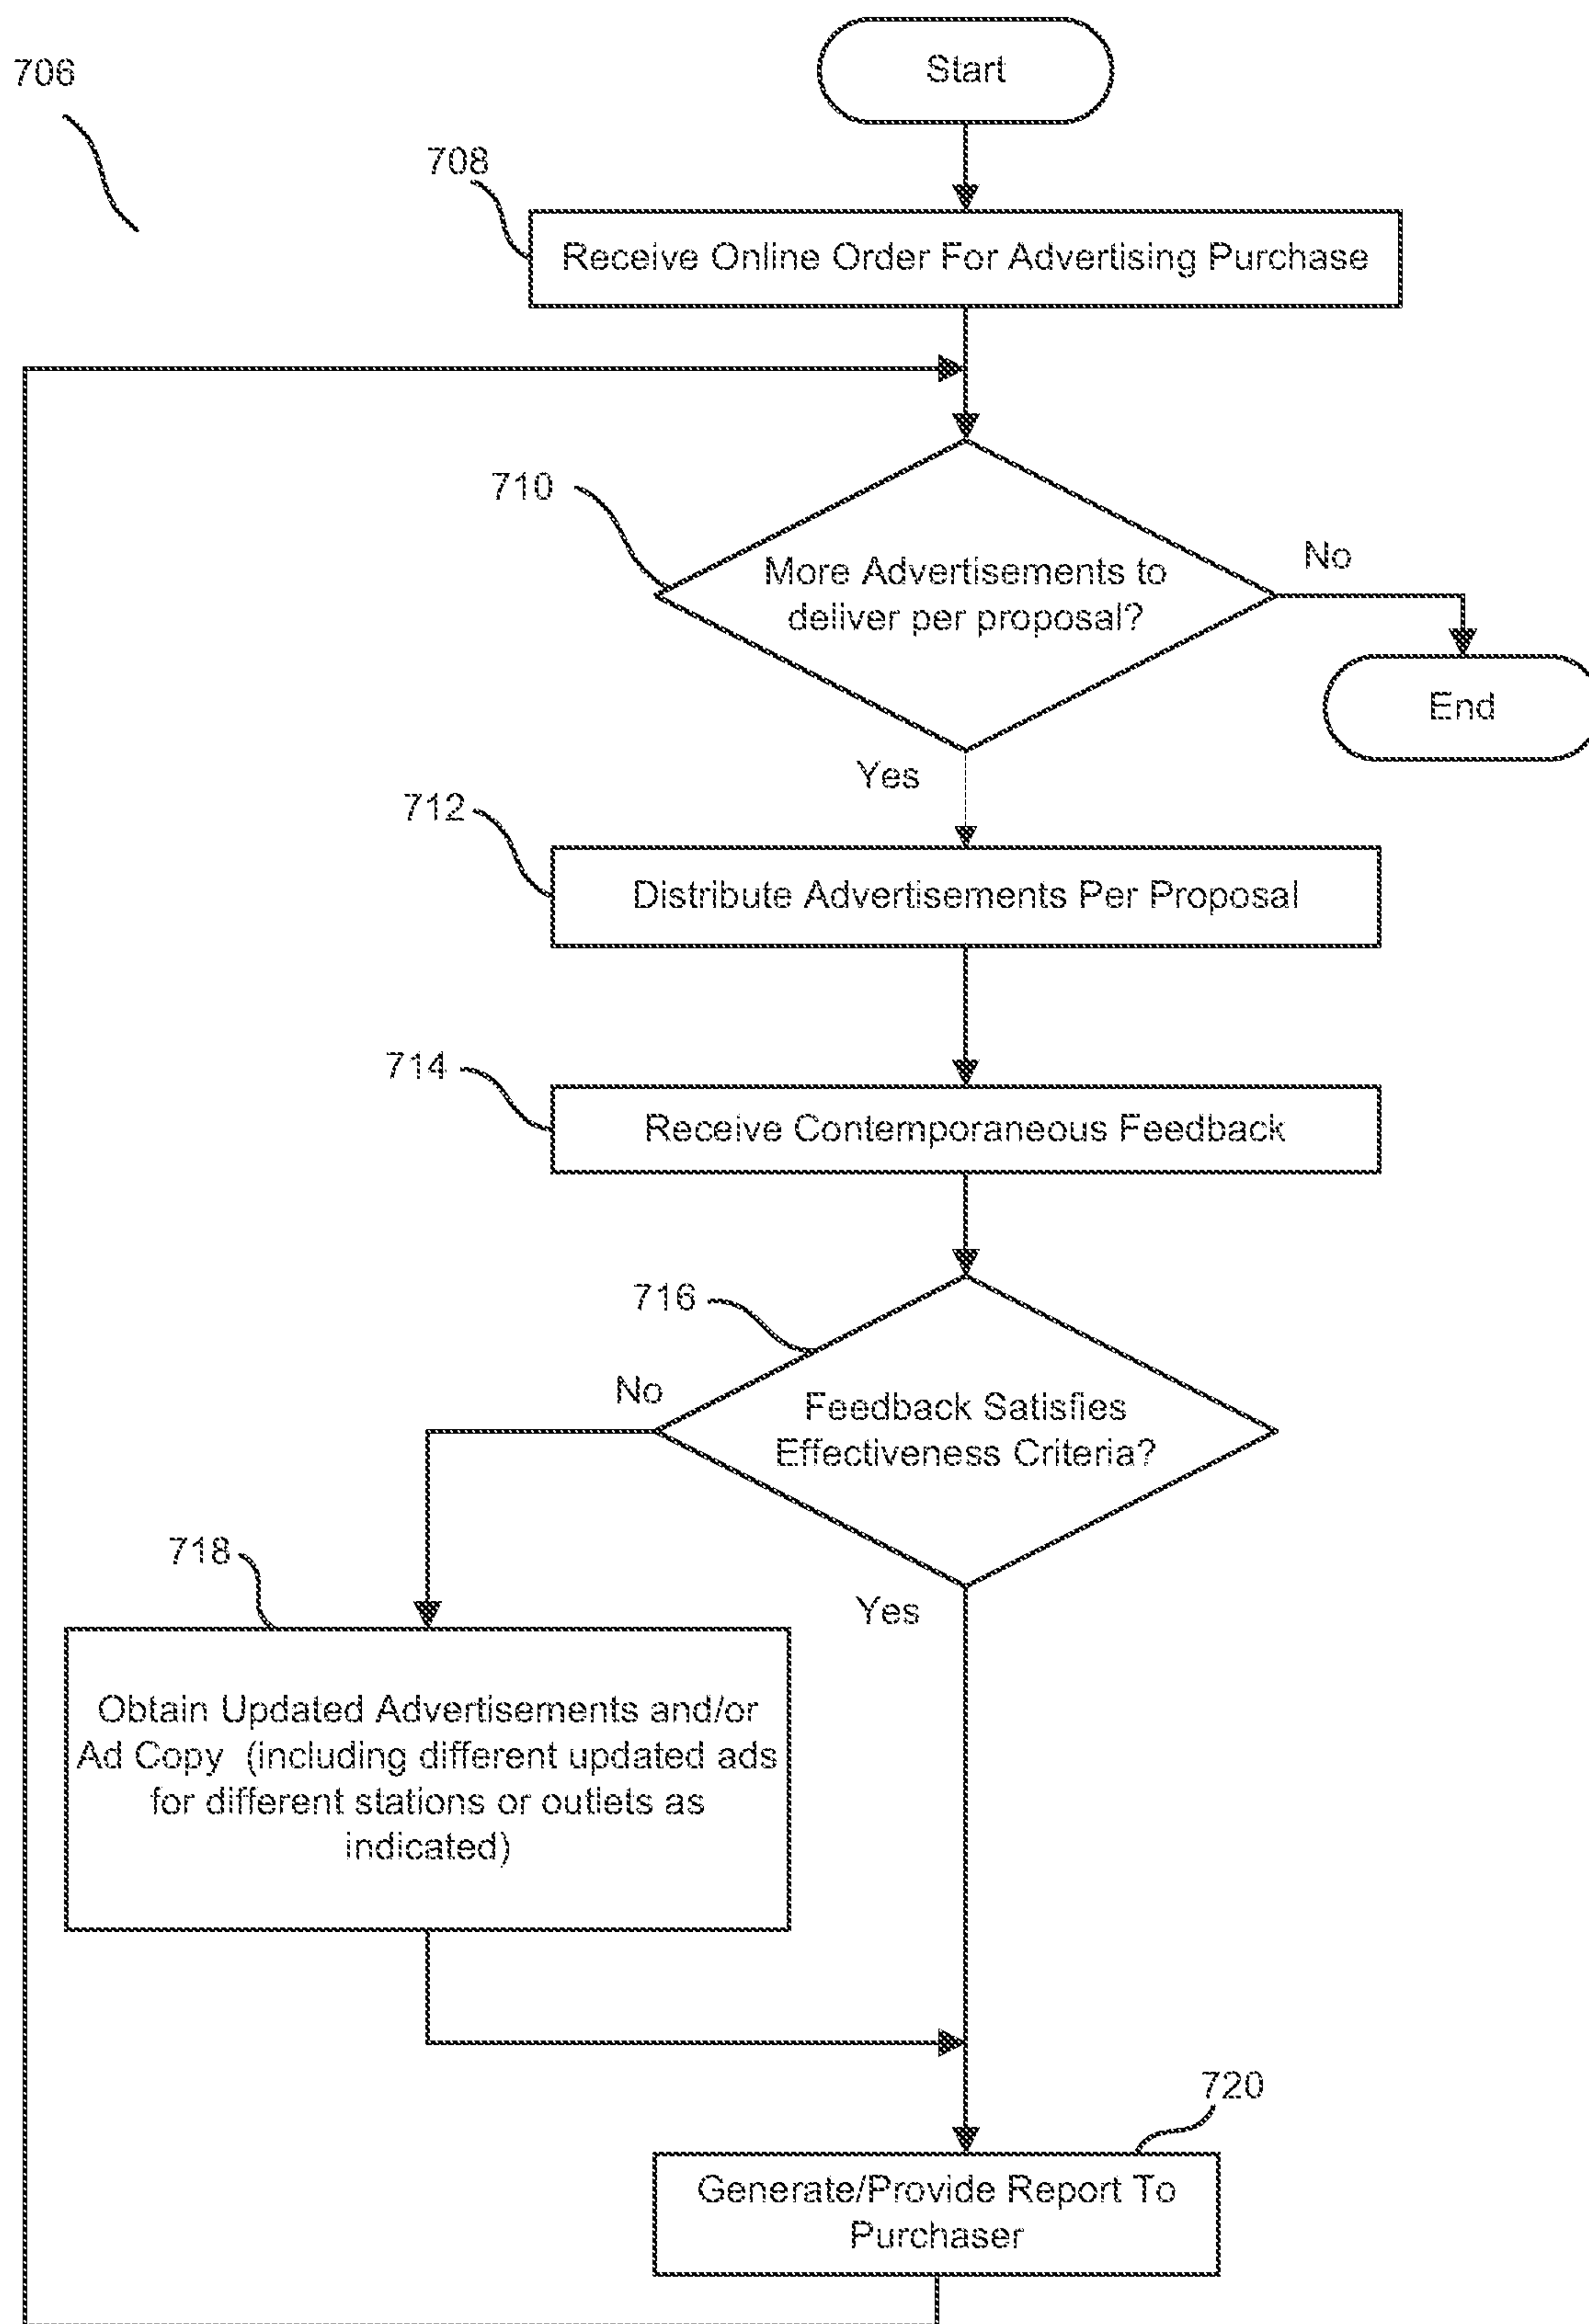 Start
706
708
Receive Online Order For Advertising Purchase
710
More Advertisements to
deliver per proposal?
No
End
Yes
712
Distribute Advertisements Per Proposal
714
Receive Contemporaneous Feedback
716
No
Feedback Satisfies
Effectiveness Criteria?
718
Yes
Obtain Updated Advertisements and/or
Ad Copy (including different updated ads
for different stations or outlets as
indicated)
720
Generate/Provide Report To
Purchaser